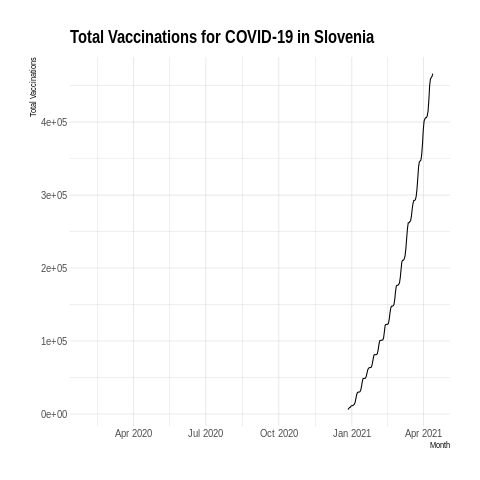 Total Vaccinations for COVID-19 in Slovenia
Total Vaccinations
4e+05
3e+05
2e+05
1e+05
0e+00
Apr 2020 Jul 2020 Oct 2020 Jan 2021 Apr 2021
Month